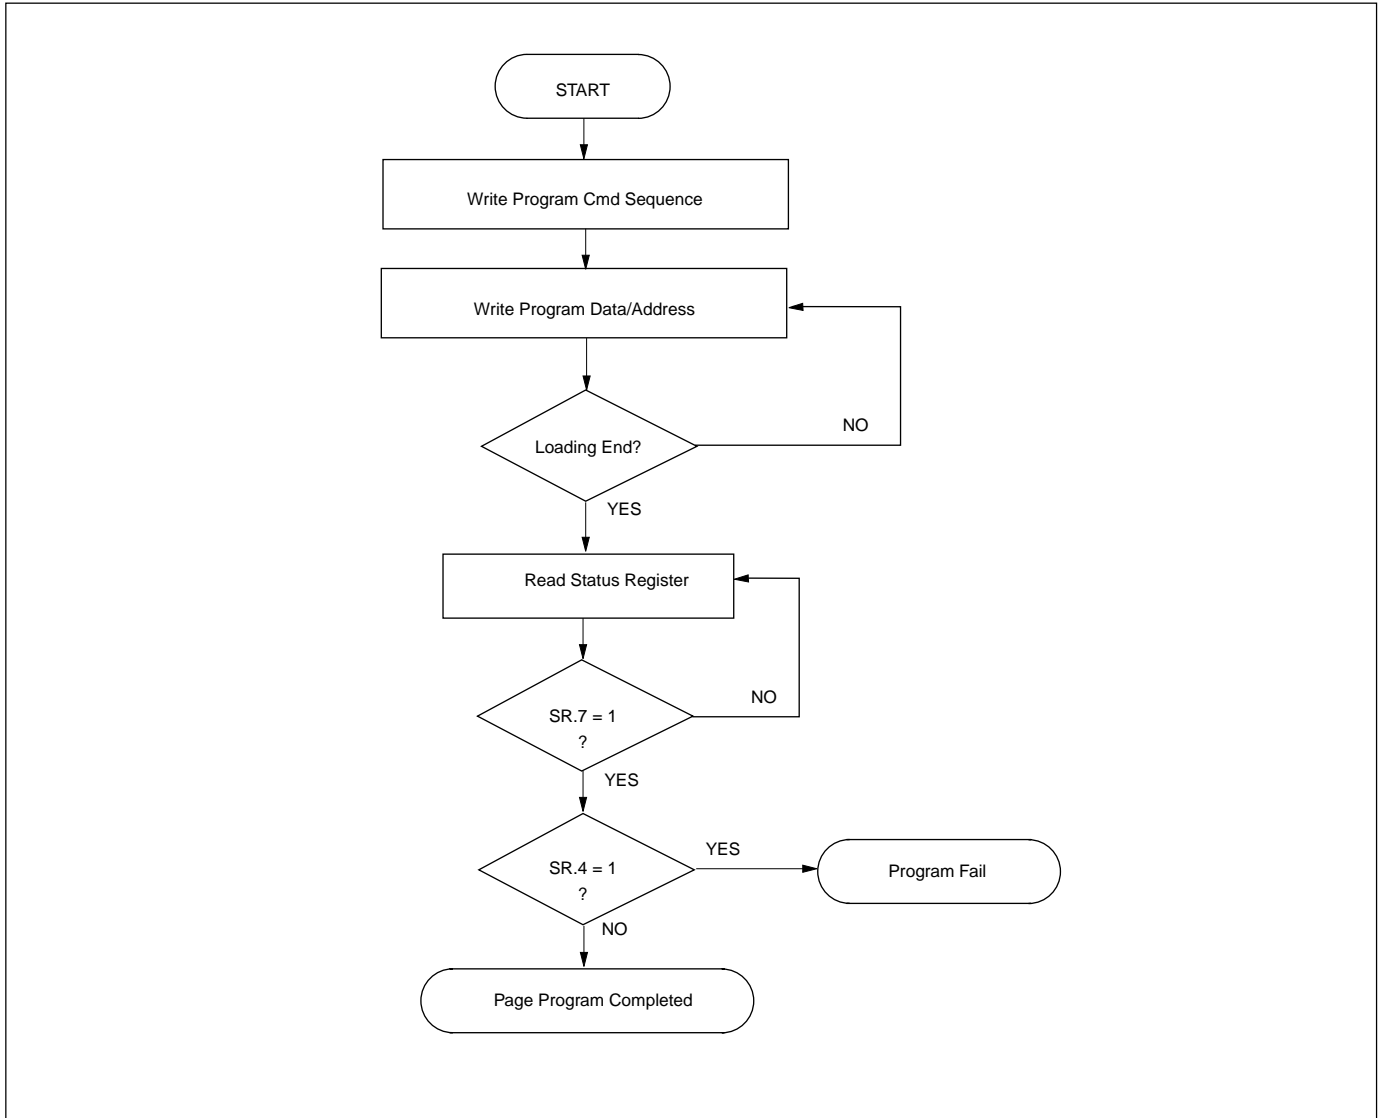 START
Write Program Cmd Sequence
Write Program Data/Address
NO
Loading End?
YES
Read Status Register
NO
SR.7 = 1
?
YES
YES
SR.4 = 1
?
Program Fail
NO
Page Program Completed